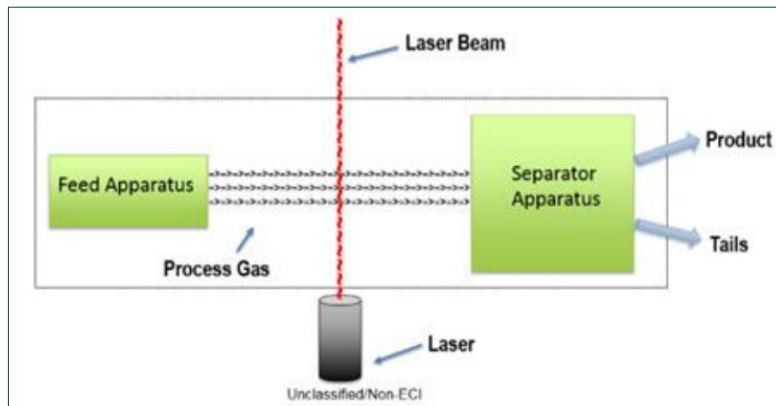 Laser Beam
Product
Feed Apparatus
Separator
Apparatus
Process Gas
Tails
Laser
Unclassified/Non-ECI